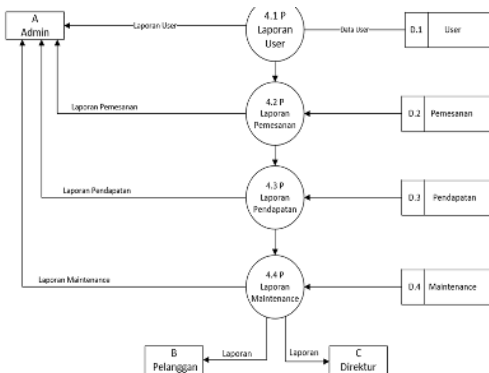 A
Admin
Laporan User
4.1 P
Laporan
User
Data User
D.1 User
Laporan Pemesanan
4.2 P
Laporan
Pemesanan
D.2 Pemesanan
Laporan Pendapatan
4.3 P
Laporan
Pendapatan
D.3 Pendapatan
Laporan Maintenance
4.4 P
Laporan
Maintenance
D.4 Maintenance
B
Pelanggan
Laporan
Laporan
C
Direktur